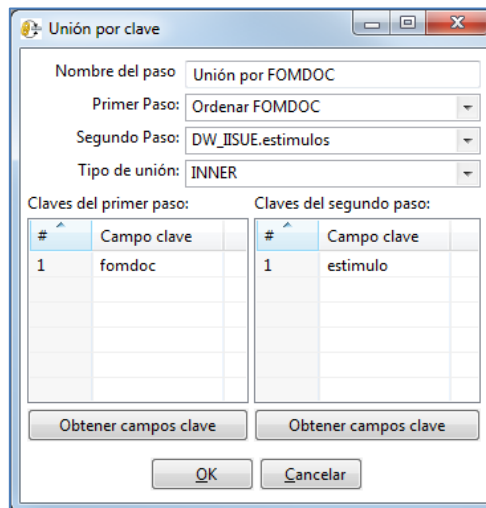 Unión por clave
Nombre del paso Unión por FOMDOC
Primer Paso: Ordenar FOMDOC
Segundo Paso: DW_IISUE.estimulos
Tipo de unión: INNER
Claves del primer paso: Claves del segundo paso:
# Campo clave # Campo clave
1 fomdoc 1 estimulo
Obtener campos clave Obtener campos clave
OK Cancelar